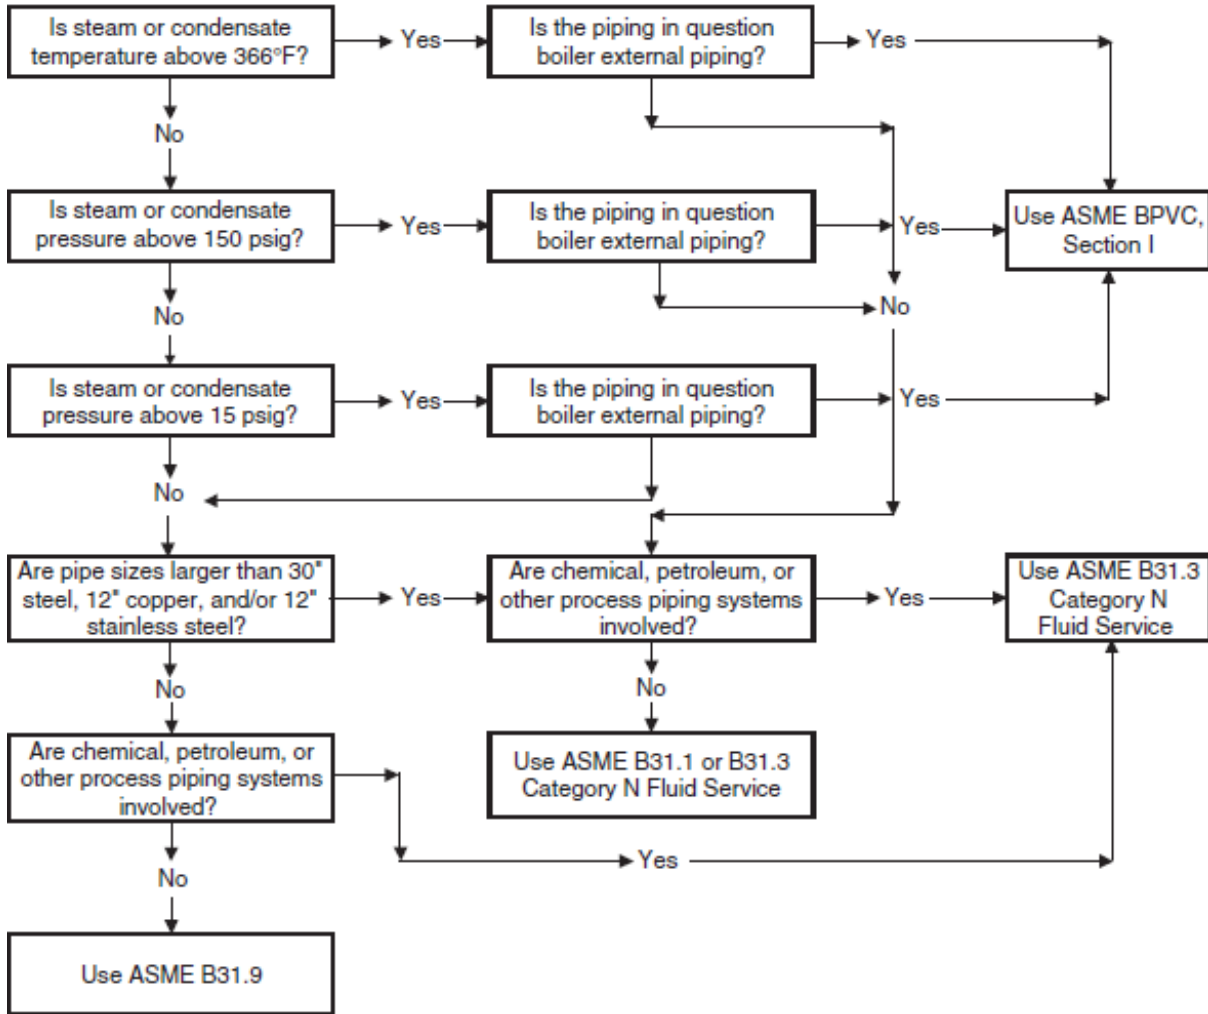 Is steam or condensate
temperature above 366°F?
Yes
Is the piping in question
boiler external piping?
Yes
No
Is steam or condensate
pressure above 150 psig?
Yes
Is the piping in question
boiler external piping?
Yes
Use ASME BPVC,
Section I
No
No
Is steam or condensate
pressure above 15 psig?
Yes
Is the piping in question
boiler external piping?
Yes
No
Are pipe sizes larger than 30"
steel, 12" copper, and/or 12"
stainless steel?
Yes
Are chemical, petroleum, or
other process piping systems
involved?
Yes
Use ASME B31.3
Category N
Fluid Service
No
No
Are chemical, petroleum, or
other process piping systems
involved?
Use ASME B31.1 or B31.3
Category N Fluid Service
Yes
No
Use ASME B31.9